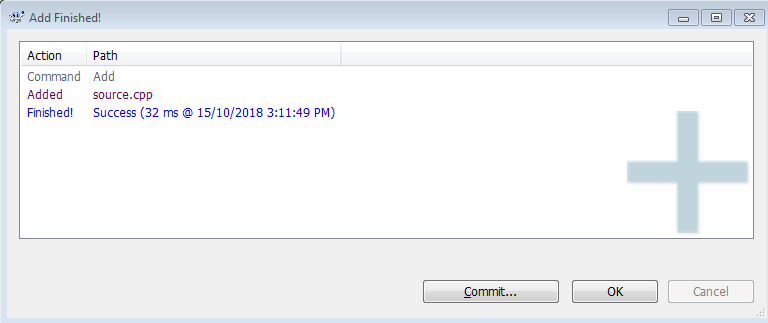 Add Finished!
Action Path
Command Add
Added source.cpp
Finished! Success (32 ms @ 15/10/2018 3:11:49 PM)
Commit... OK Cancel